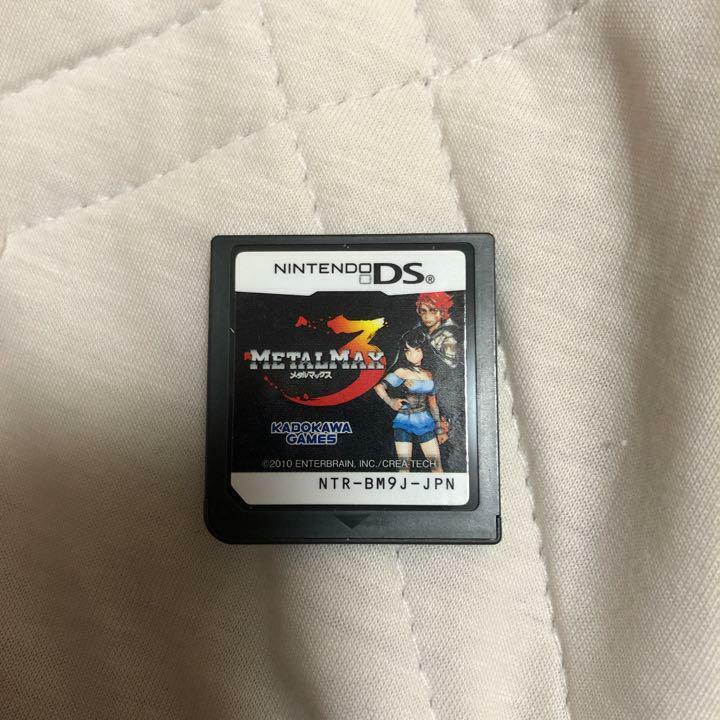 NINTENDO DS®
3
METALMAX
メタルマックス
KADOKAWA
GAMES
©2010 ENTERBRAIN, INC./CREA-TECH
NTR-BM9J-JPN